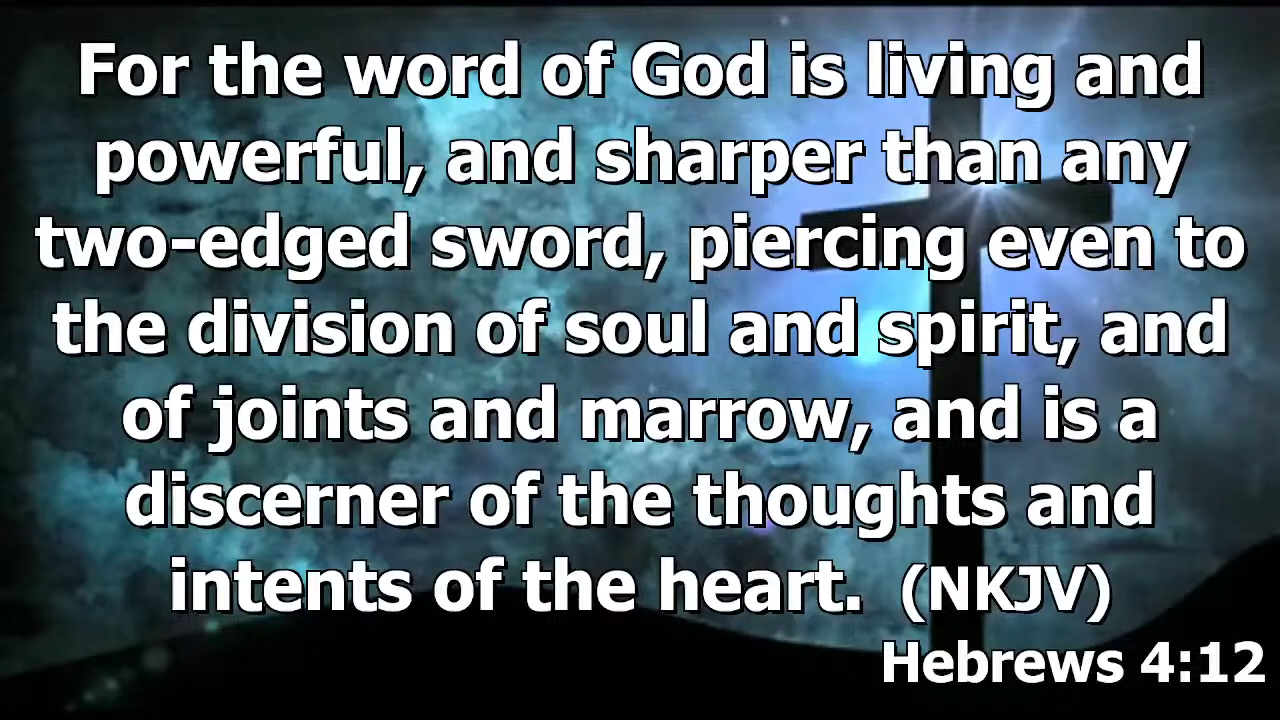 For the word of God is living and
powerful, and sharper than any
two-edged sword, piercing even to
the division of soul and spirit, and
of joints and marrow, and is a
discerner of the thoughts and
intents of the heart.  (NKJV)
Hebrews 4:12